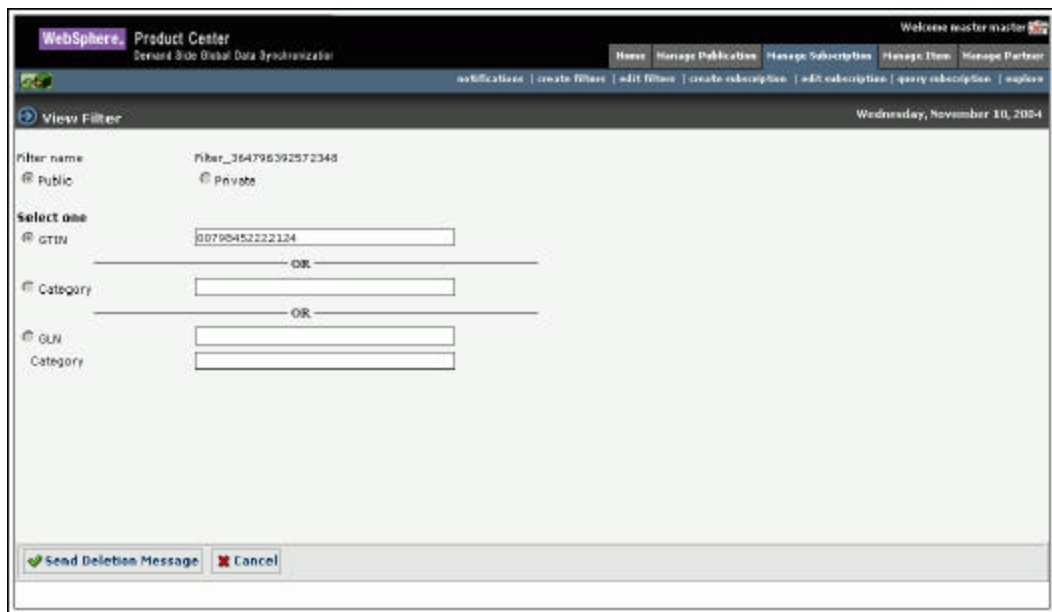 Welcome master master
WebSphere. Product Center
Demand Side Global Data Synchronization
Home Manage Publication Manage Subscription Manage Item Manage Partner
notifications | create filters | edit filters | create subscription | edit subscription | query subscription | explore
View Filter Wednesday, November 10, 2004
Filter name Filter_364796392572348
Public Private
Select one
GTIN 00798452222124
OR
Category
OR
GLN
Category
Send Deletion Message Cancel